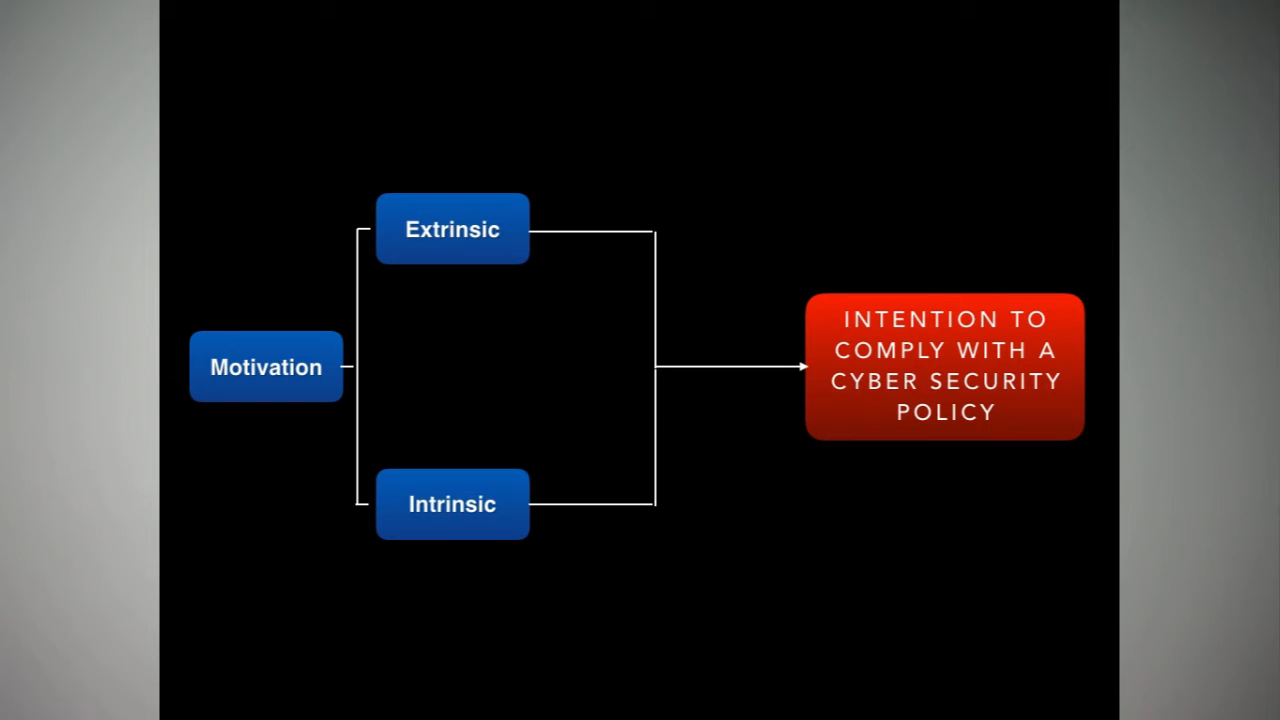 Extrinsic
Motivation
Intrinsic
INTENTION TO
COMPLY WITH A
CYBER SECURITY
POLICY